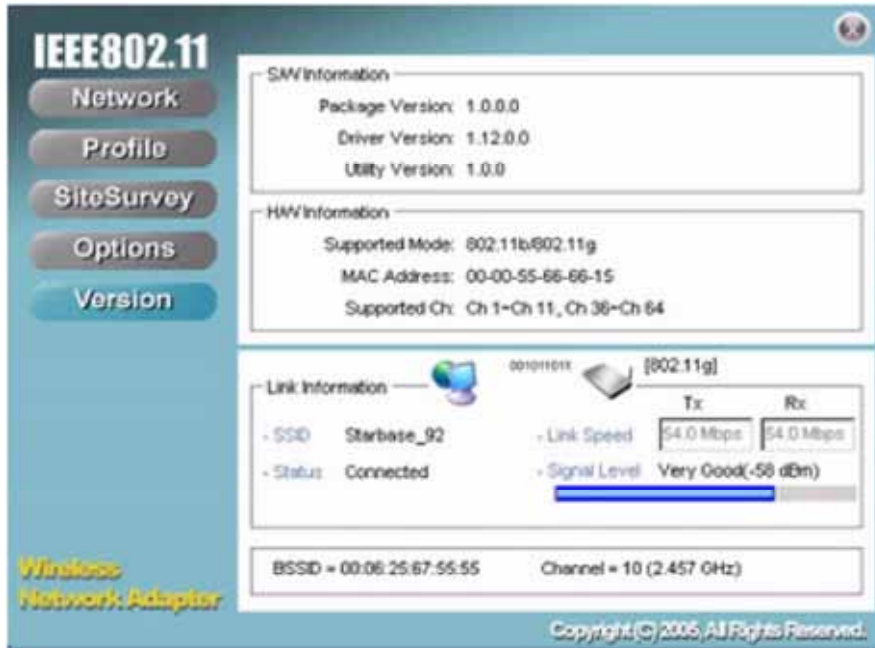 IEEE802.11
Network
Profile
SiteSurvey
Options
Version
S/W Information
Package Version: 1.0.0.0
Driver Version: 1.12.0.0
Utility Version: 1.0.0
H/W Information
Supported Mode: 802.11b/802.11g
MAC Address: 00-00-55-66-66-15
Supported Ch: Ch 1~Ch 11, Ch 36~Ch 64
001011011 [802.11g]
Link Information
Tx Rx
- SSID Starbase_92 - Link Speed 54.0 Mbps 54.0 Mbps
- Status Connected - Signal Level Very Good(-58 dBm)
BSSID = 00:06:25:67:55:55 Channel = 10 (2.457 GHz)
Wireless
Network Adapter
Copyright (C) 2005, All Rights Reserved.